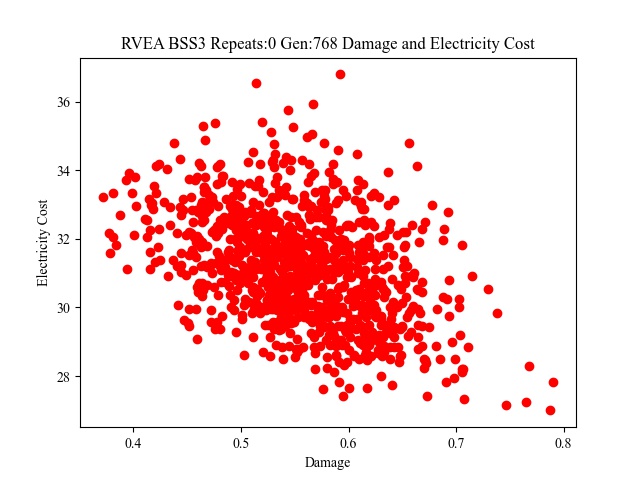 RVEA BSS3 Repeats:0 Gen:768 Damage and Electricity Cost
36
34
32
30
28
Electricity Cost
0.4 0.5 0.6 0.7 0.8
Damage